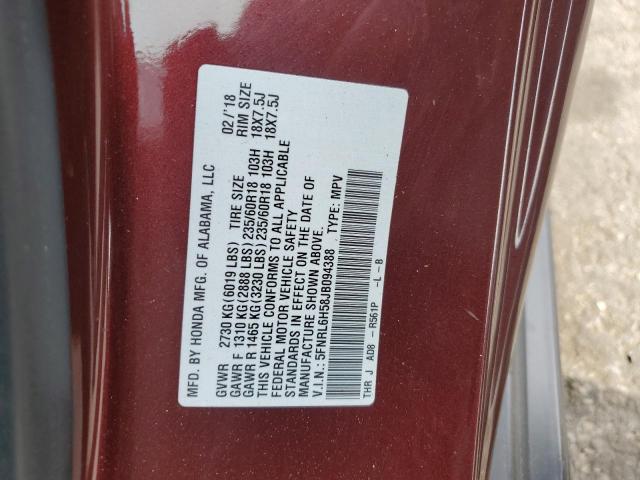 MFD. BY HONDA MFG. OF ALABAMA, LLC 02/'18
GVWR 2730 KG (6019 LBS) TIRE SIZE RIM SIZE
GAWR F 1310 KG (2888 LBS) 235/60R18 103H 18X7.5J
GAWR R 1465 KG (3230 LBS) 235/60R18 103H 18X7.5J
THIS VEHICLE CONFORMS TO ALL APPLICABLE
FEDERAL MOTOR VEHICLE SAFETY
STANDARDS IN EFFECT ON THE DATE OF
MANUFACTURE SHOWN ABOVE.
V.I.N.: 5FNRL6H58JB094388 TYPE: MPV
THR J AD8 - R561P -L -B